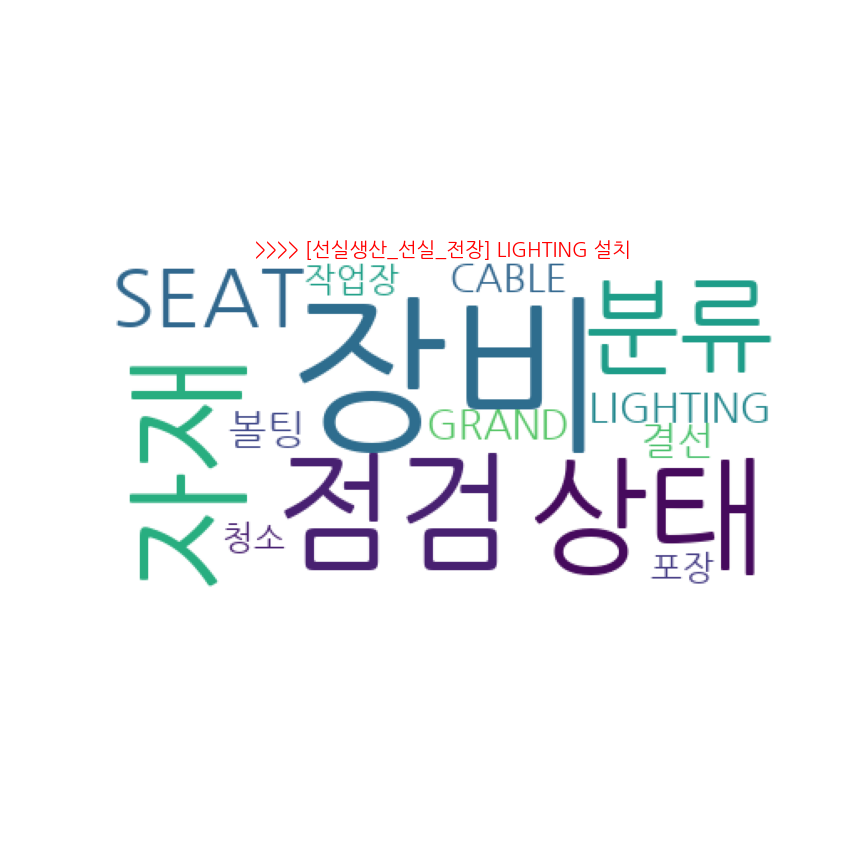 >>>> [선실생산_선실_전장] LIGHTING 설치
SEAT
작업장
CABLE
장비
분류
자재
볼팅
GRAND
LIGHTING
결선
점검
상태
청소
포장